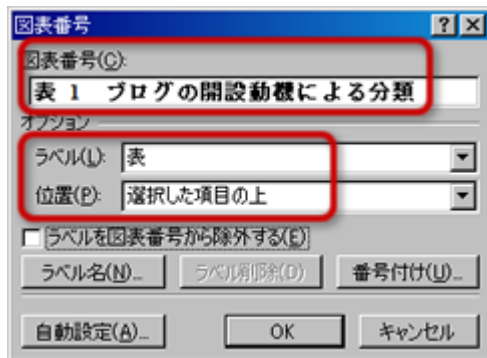 図表番号
図表番号(C):
表 1　ブログの開設動機による分類
オプション
ラベル(L): 表
位置(P): 選択した項目の上
ラベルを図表番号から除外する(E)
ラベル名(N)... ラベル削除(D) 番号付け(U)...
自動設定(A)... OK キャンセル